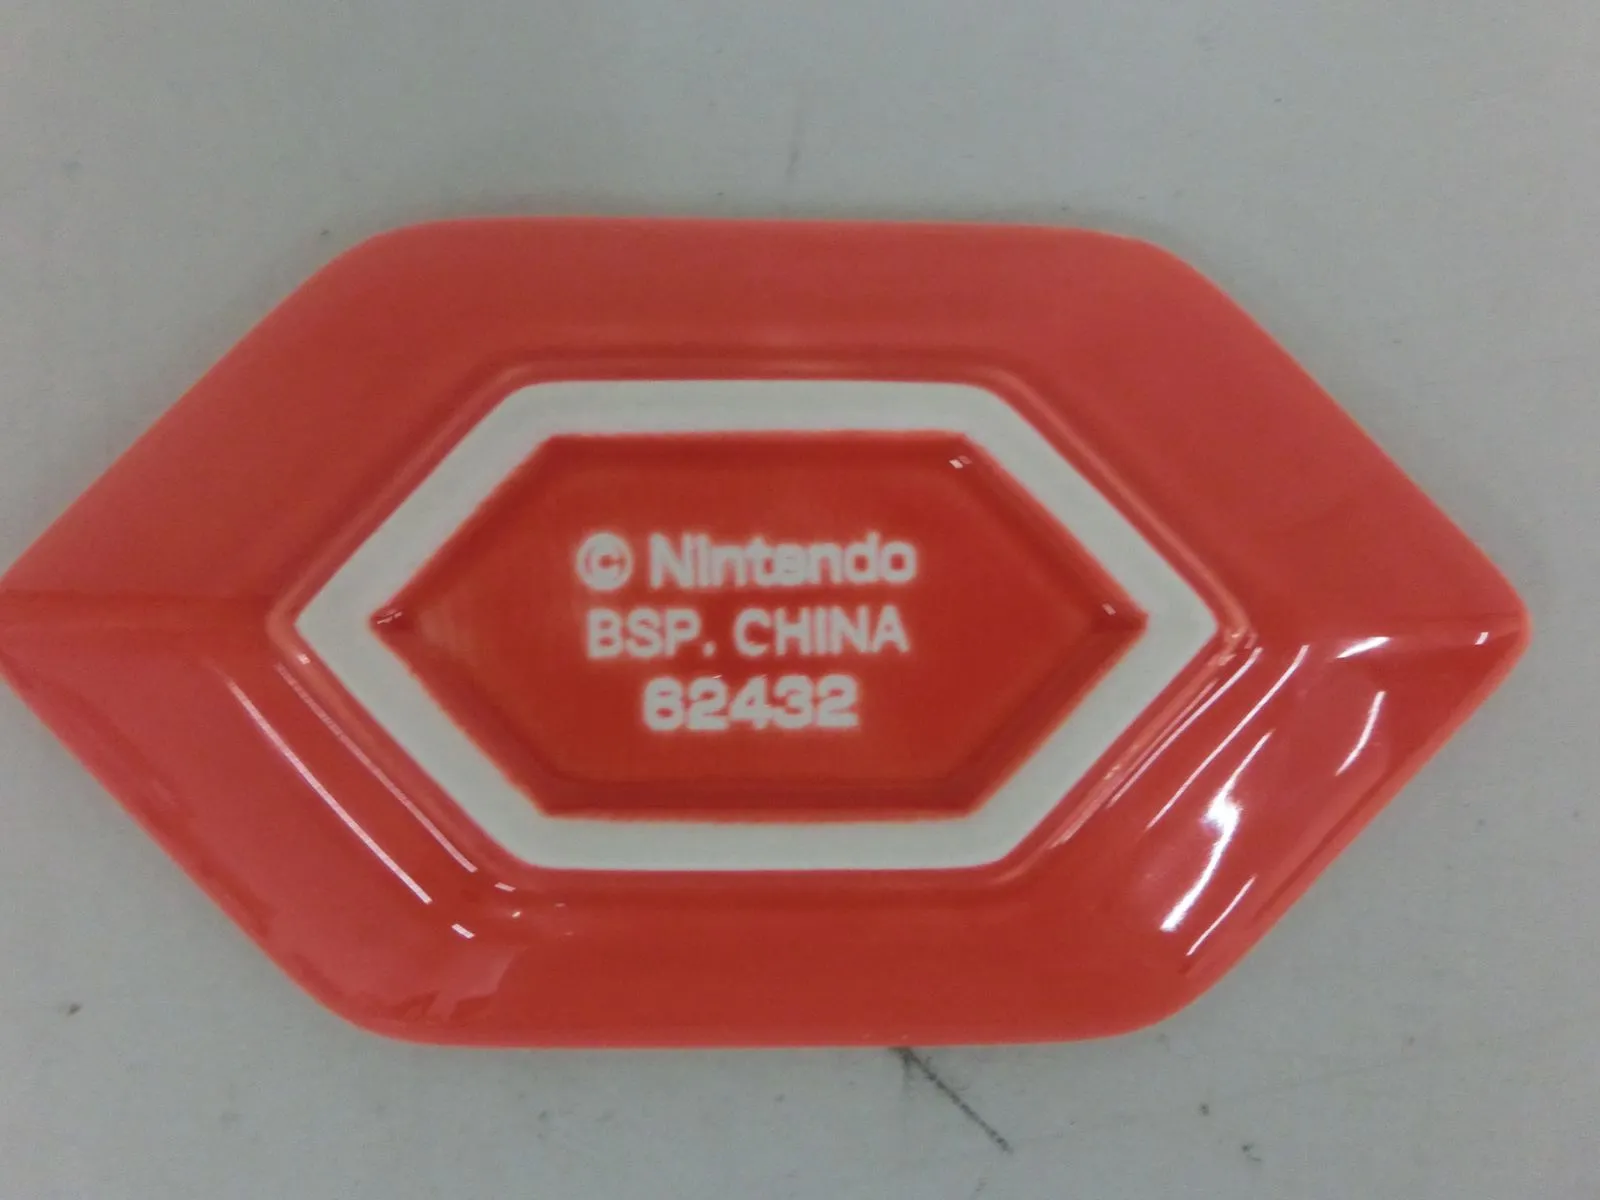 © Nintendo
BSP. CHINA
62432